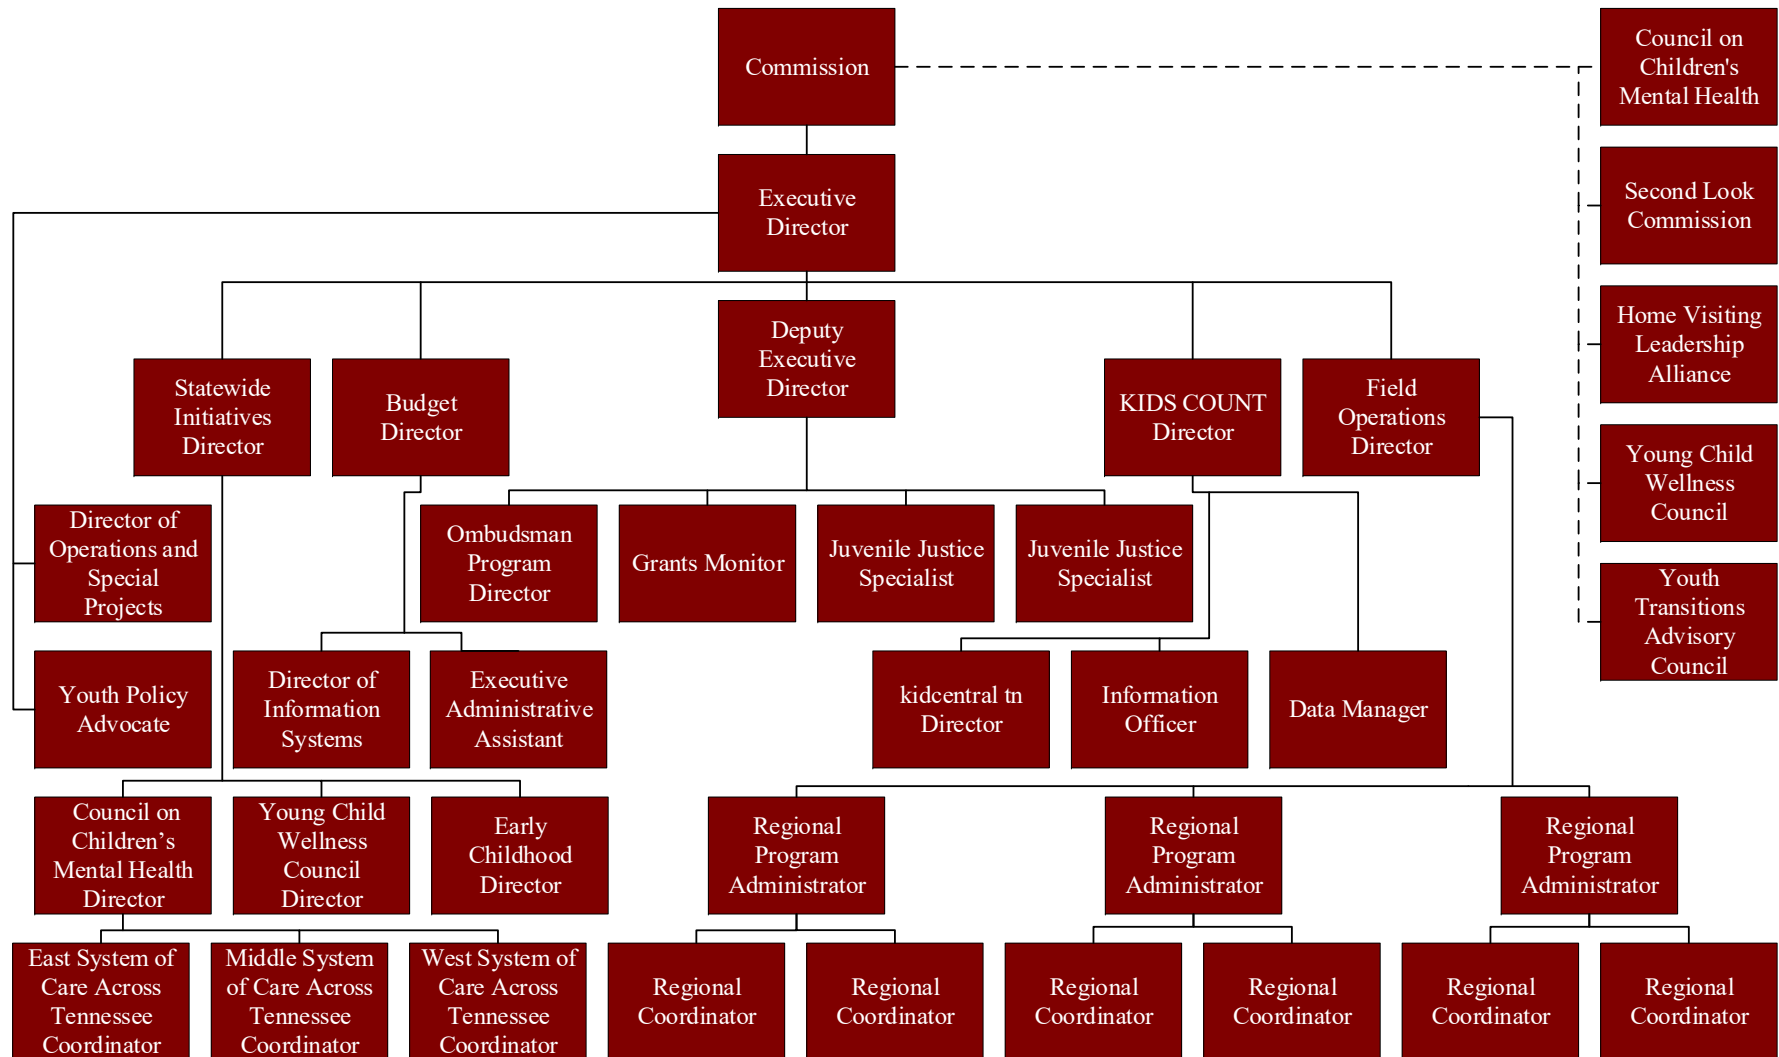 Commission
Council on
Children's
Mental Health
Executive
Director
Second Look
Commission
Deputy
Executive
Director
Home Visiting
Leadership
Alliance
Statewide
Initiatives
Director
Budget
Director
KIDS COUNT
Director
Field
Operations
Director
Young Child
Wellness
Council
Director of
Operations and
Special
Projects
Ombudsman
Program
Director
Grants Monitor
Juvenile Justice
Specialist
Juvenile Justice
Specialist
Youth
Transitions
Advisory
Council
Youth Policy
Advocate
Director of
Information
Systems
Executive
Administrative
Assistant
kidcentral tn
Director
Information
Officer
Data Manager
Council on
Children’s
Mental Health
Director
Young Child
Wellness
Council
Director
Early
Childhood
Director
Regional
Program
Administrator
Regional
Program
Administrator
Regional
Program
Administrator
East System of
Care Across
Tennessee
Coordinator
Middle System
of Care Across
Tennessee
Coordinator
West System of
Care Across
Tennessee
Coordinator
Regional
Coordinator
Regional
Coordinator
Regional
Coordinator
Regional
Coordinator
Regional
Coordinator
Regional
Coordinator